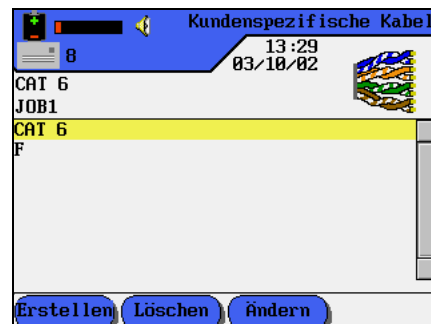 Kundenspezifische Kabel
8
13:29
03/10/02
CAT 6
JOB1
CAT 6
F
Erstellen Löschen Ändern